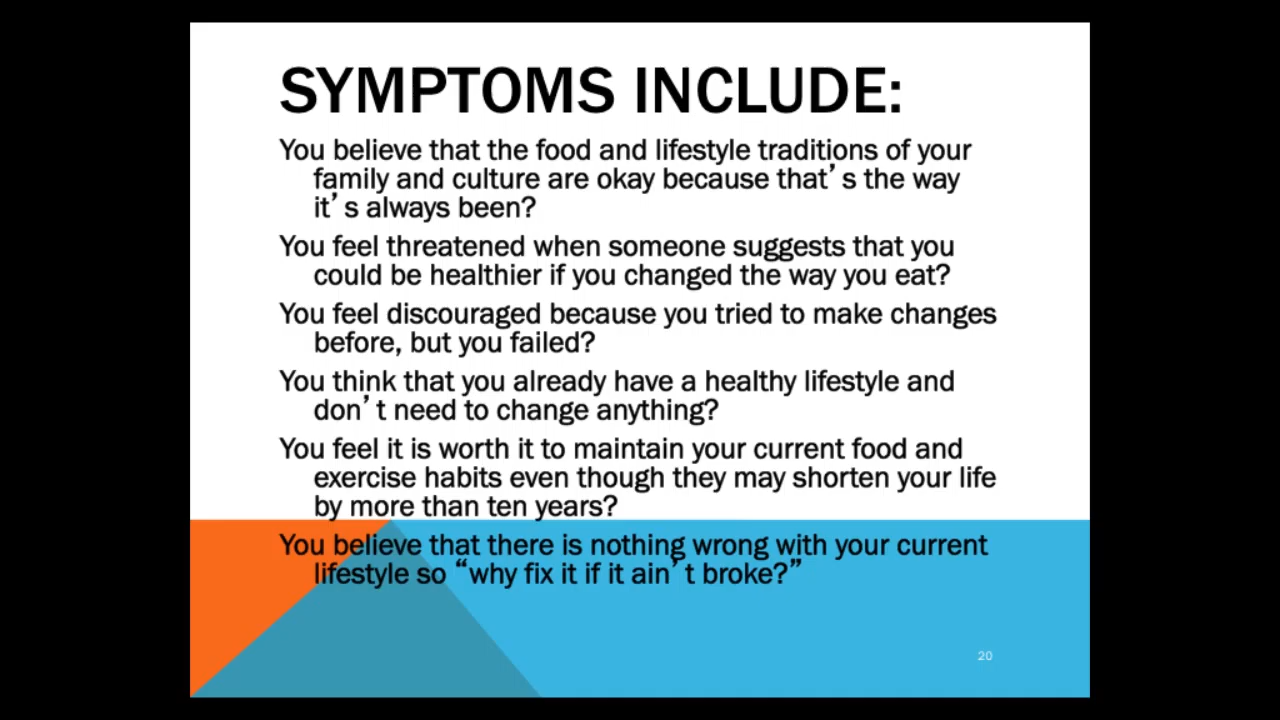 SYMPTOMS INCLUDE:
You believe that the food and lifestyle traditions of your
family and culture are okay because that’s the way
it’s always been?
You feel threatened when someone suggests that you
could be healthier if you changed the way you eat?
You feel discouraged because you tried to make changes
before, but you failed?
You think that you already have a healthy lifestyle and
don’t need to change anything?
You feel it is worth it to maintain your current food and
exercise habits even though they may shorten your life
by more than ten years?
You believe that there is nothing wrong with your current
lifestyle so “why fix it if it ain’t broke?”
20